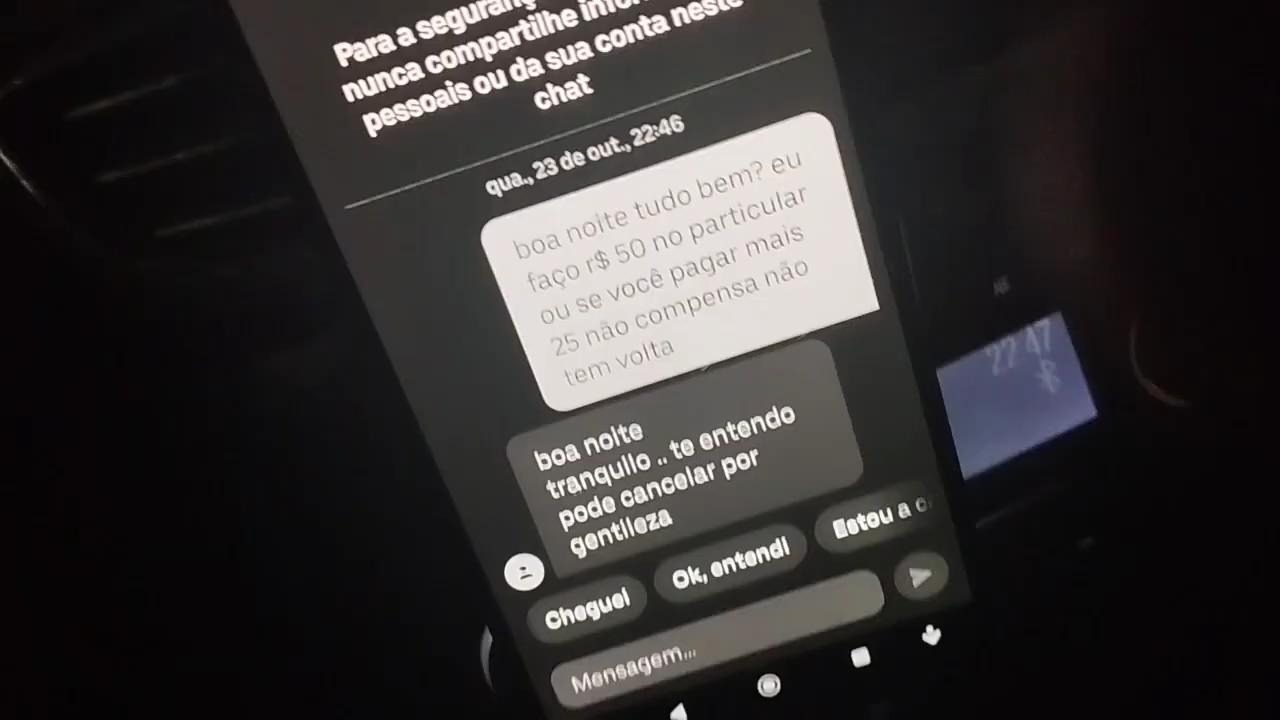 Para a
nunca compartilhe
pessoais ou da sua conta neste
chat
qua., 23 de out., 22:46
boa noite tudo bem? eu
faço r$ 50 no particular
ou se você pagar mais
25 não compensa não
tem volta
boa noite
tranquilo .. te entendo
pode cancelar por
gentileza
Estou a
Ok, entendi
Cheguei
Mensagem...
22 47